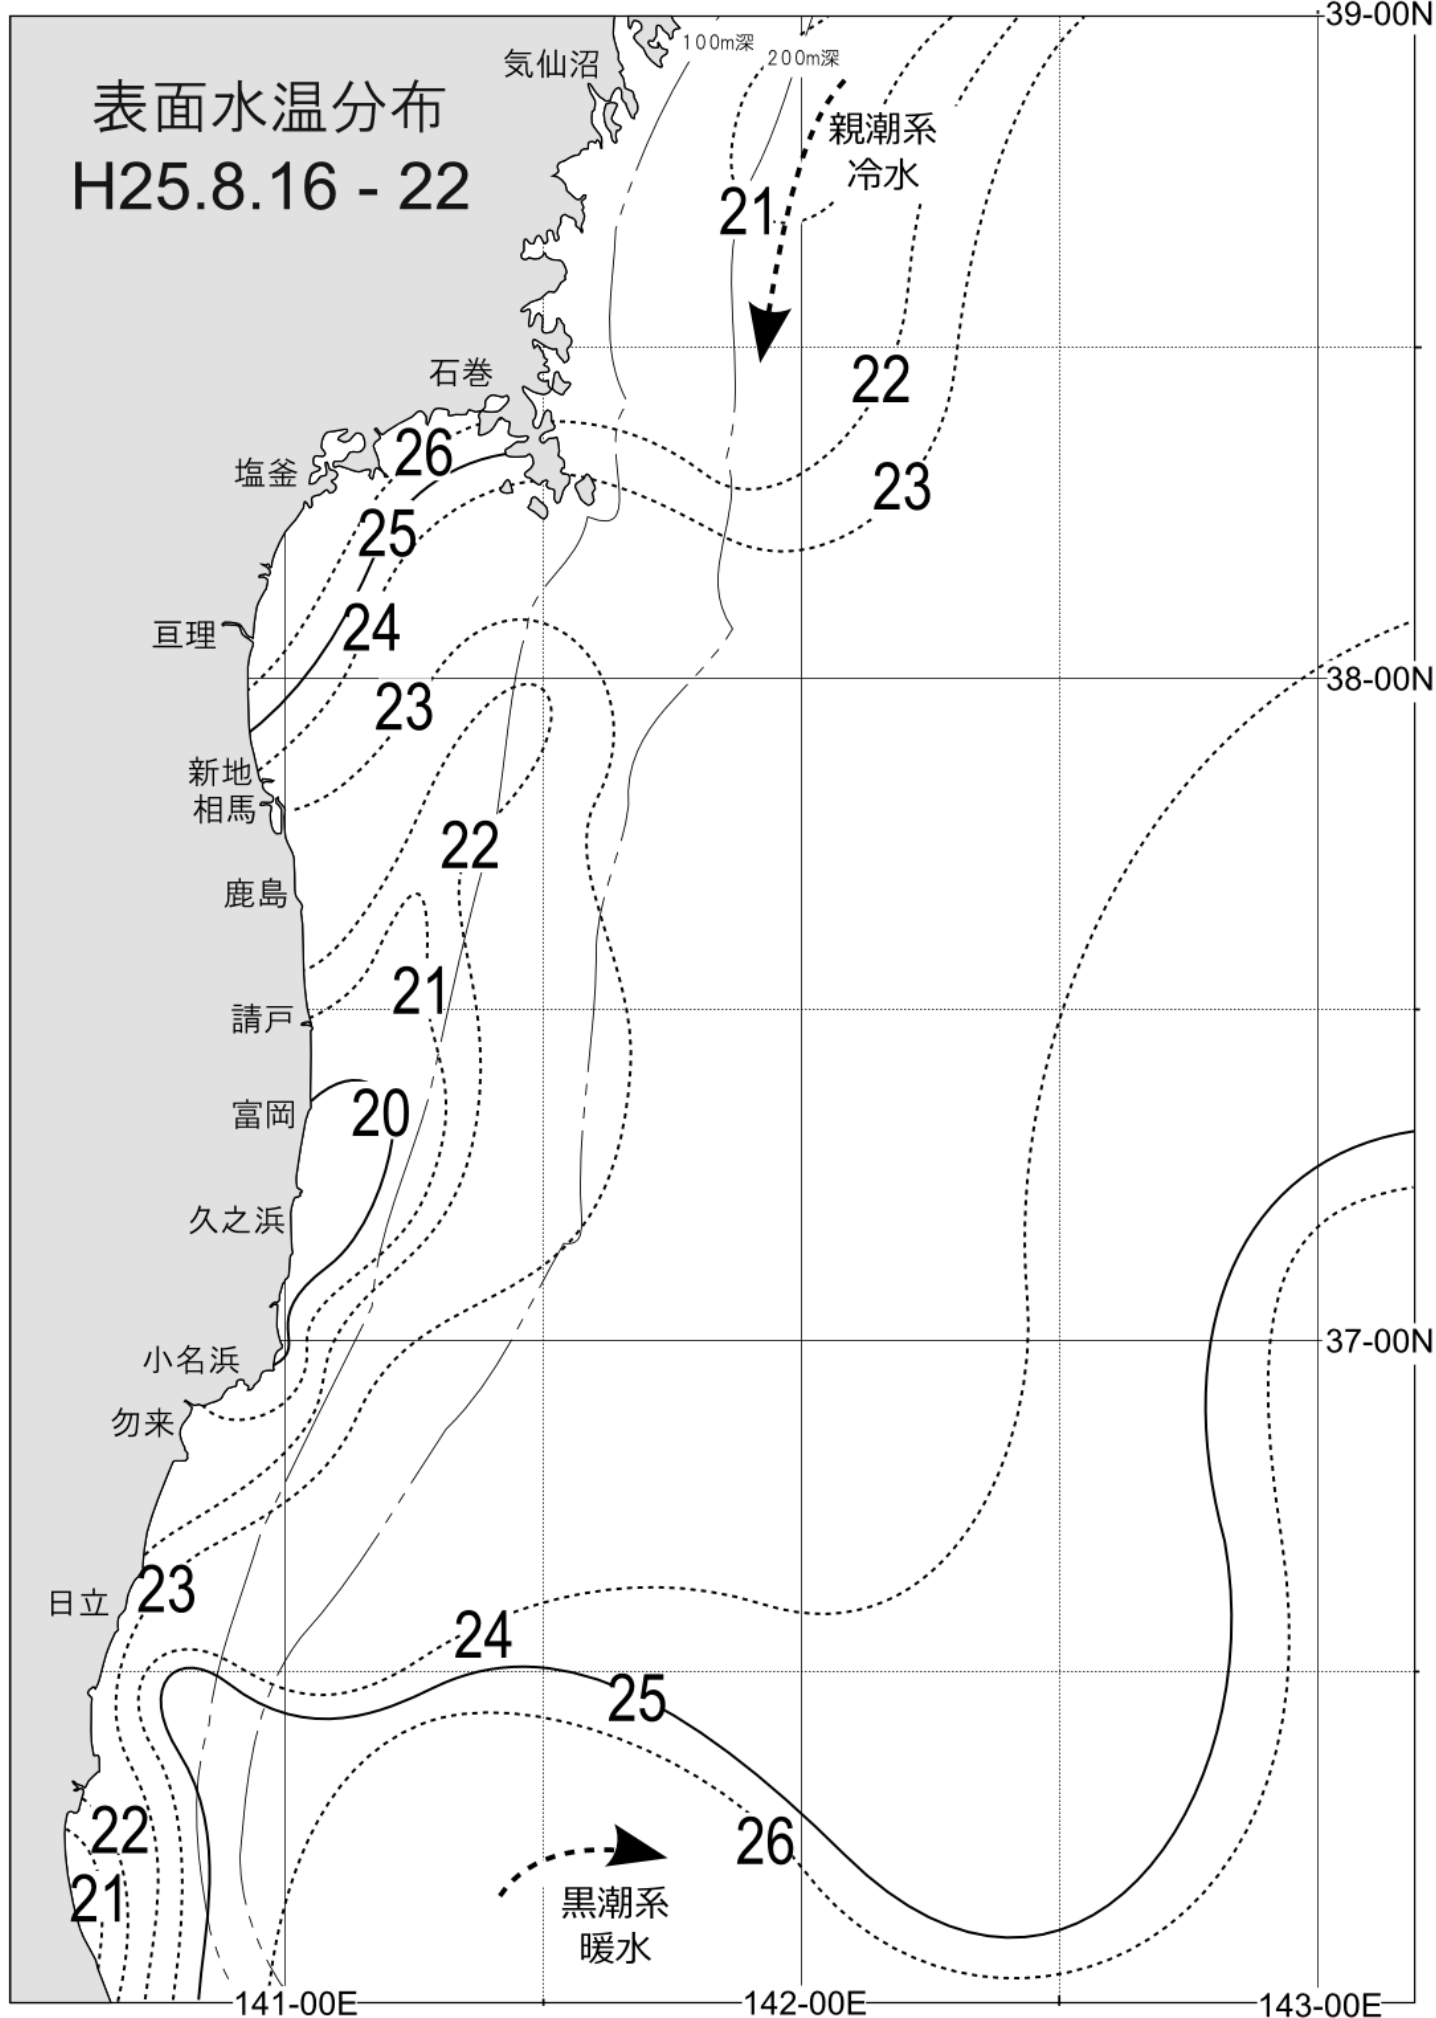 39-00N
100m深
200m深
気仙沼
表面水温分布
H25.8.16 - 22
親潮系
冷水
21
石巻
22
26
塩釜
23
25
24
亘理
38-00N
23
新地
相馬
22
鹿島
21
請戸
20
富岡
久之浜
37-00N
小名浜
勿来
23
日立
24
25
22
26
21
黒潮系
暖水
141-00E
142-00E
143-00E